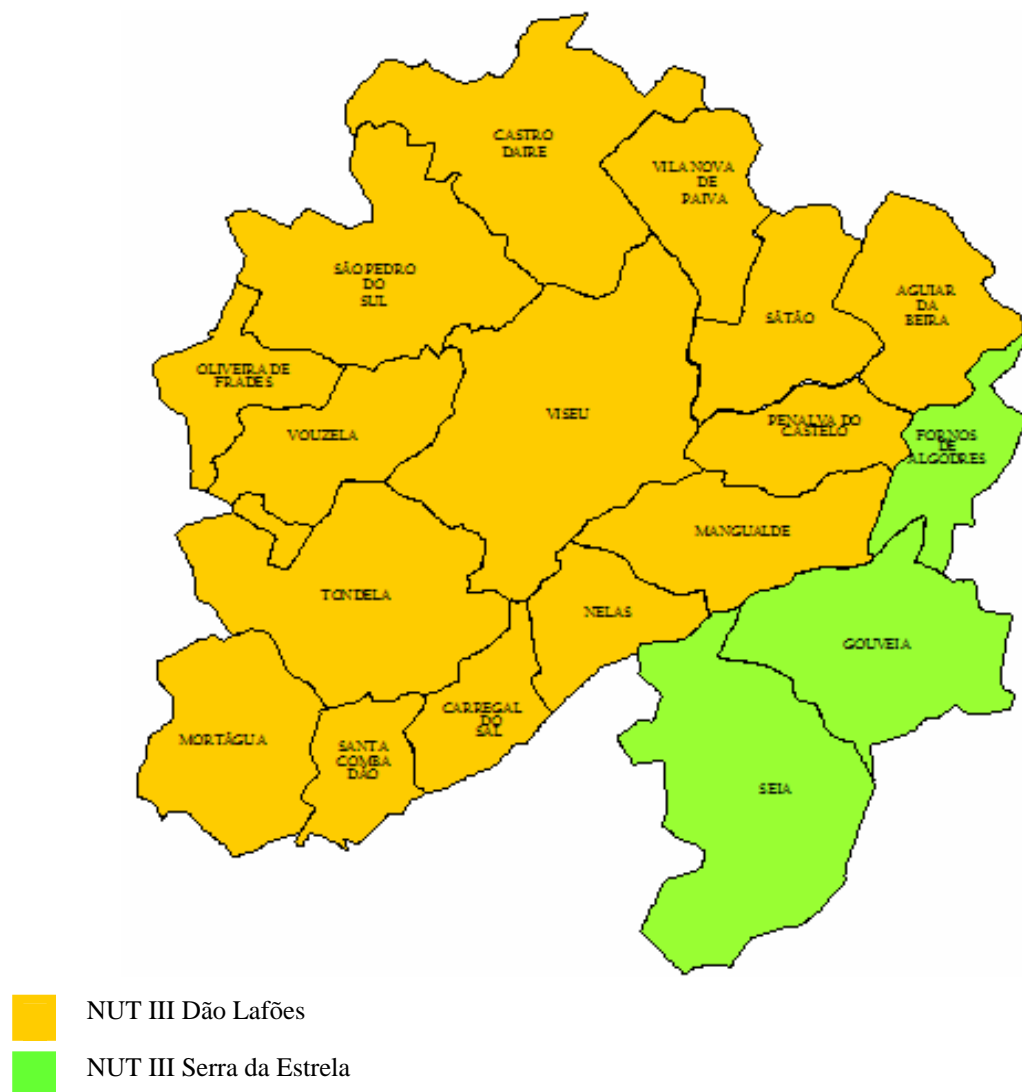 CASTRO
DAIRE
VILA NOVA
DE
PAIVA
SÃO PEDRO
DO
SUL
AGUIAR
DA
BEIRA
SÁTÃO
OLIVEIRA DE
FRADES
VISEU
VOUZELA
PENALVA DO
CASTELO
FORNOS
DE
ALGODRES
MANGUALDE
TONDELA
NELAS
GOUVEIA
CARREGAL
DO
SAL
MORTÁGUA
SANTA
COMBA
DÃO
SEIA
NUT III Dão Lafões
NUT III Serra da Estrela